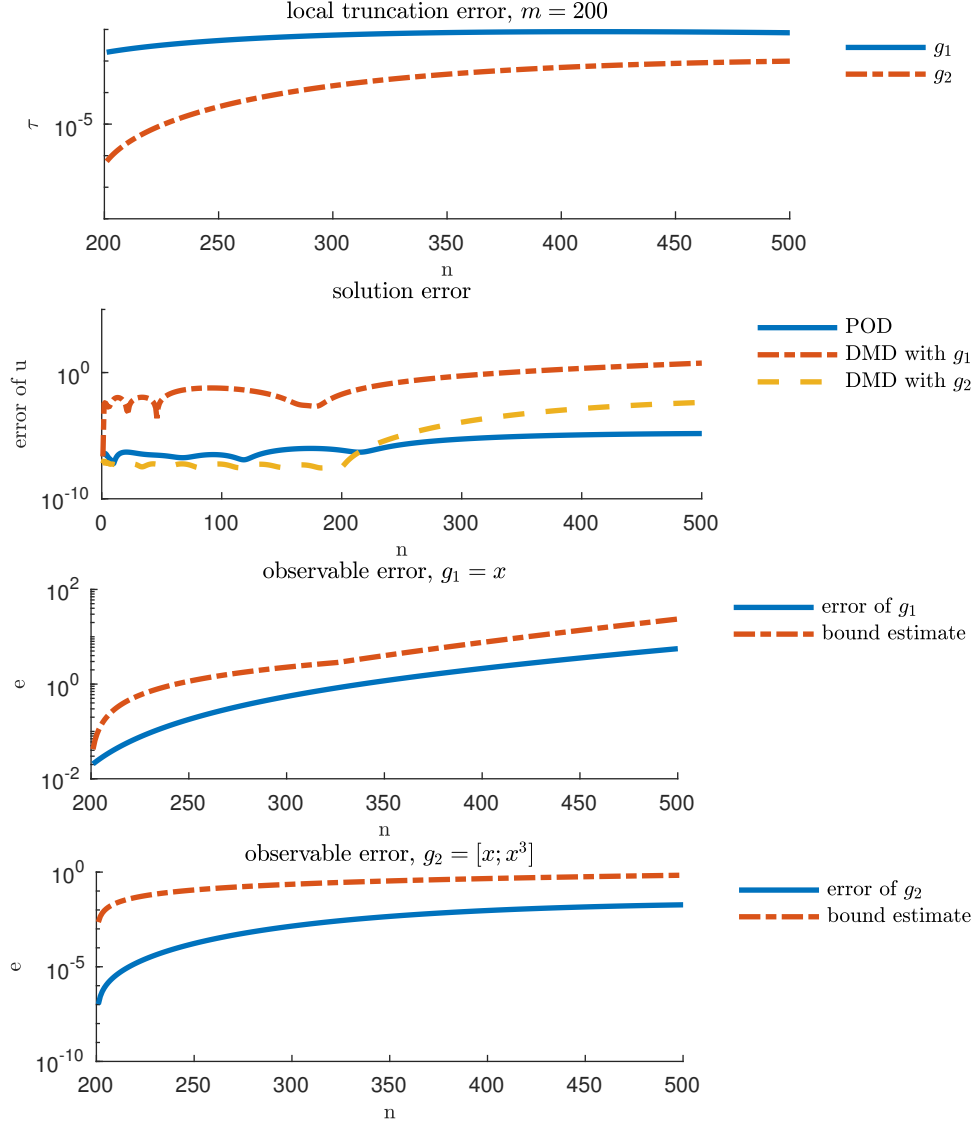 local truncation error, m = 200
g₁
g₂
τ
10⁻⁵
200 250 300 350 400 450 500
n
solution error
POD
DMD with g₁
DMD with g₂
error of u
10⁰
10⁻¹⁰
0 100 200 300 400 500
n
observable error, g₁ = x
error of g₁
bound estimate
e
10²
10⁰
10⁻²
200 250 300 350 400 450 500
n
observable error, g₂ = [x; x³]
error of g₂
bound estimate
e
10⁰
10⁻⁵
10⁻¹⁰
200 250 300 350 400 450 500
n